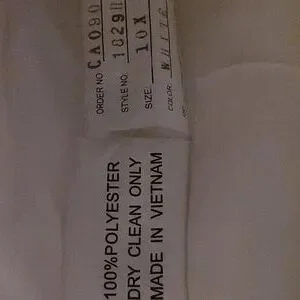 ORDER NO CA090
STYLE NO. 1829
SIZE: 10X
COLOR: WHITE
100%POLYESTER
DRY CLEAN ONLY
MADE IN VIETNAM